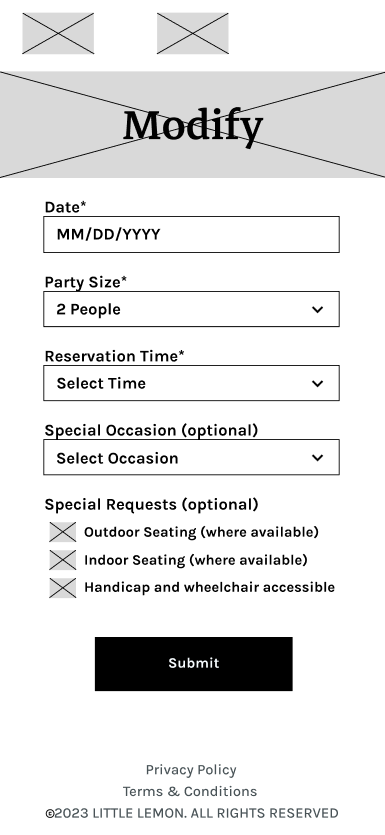 Modify
Date*
MM/DD/YYYY
Party Size*
2 People
Reservation Time*
Select Time
Special Occasion (optional)
Select Occasion
Special Requests (optional)
Outdoor Seating (where available)
Indoor Seating (where available)
Handicap and wheelchair accessible
Submit
Privacy Policy
Terms & Conditions
©2023 LITTLE LEMON. ALL RIGHTS RESERVED